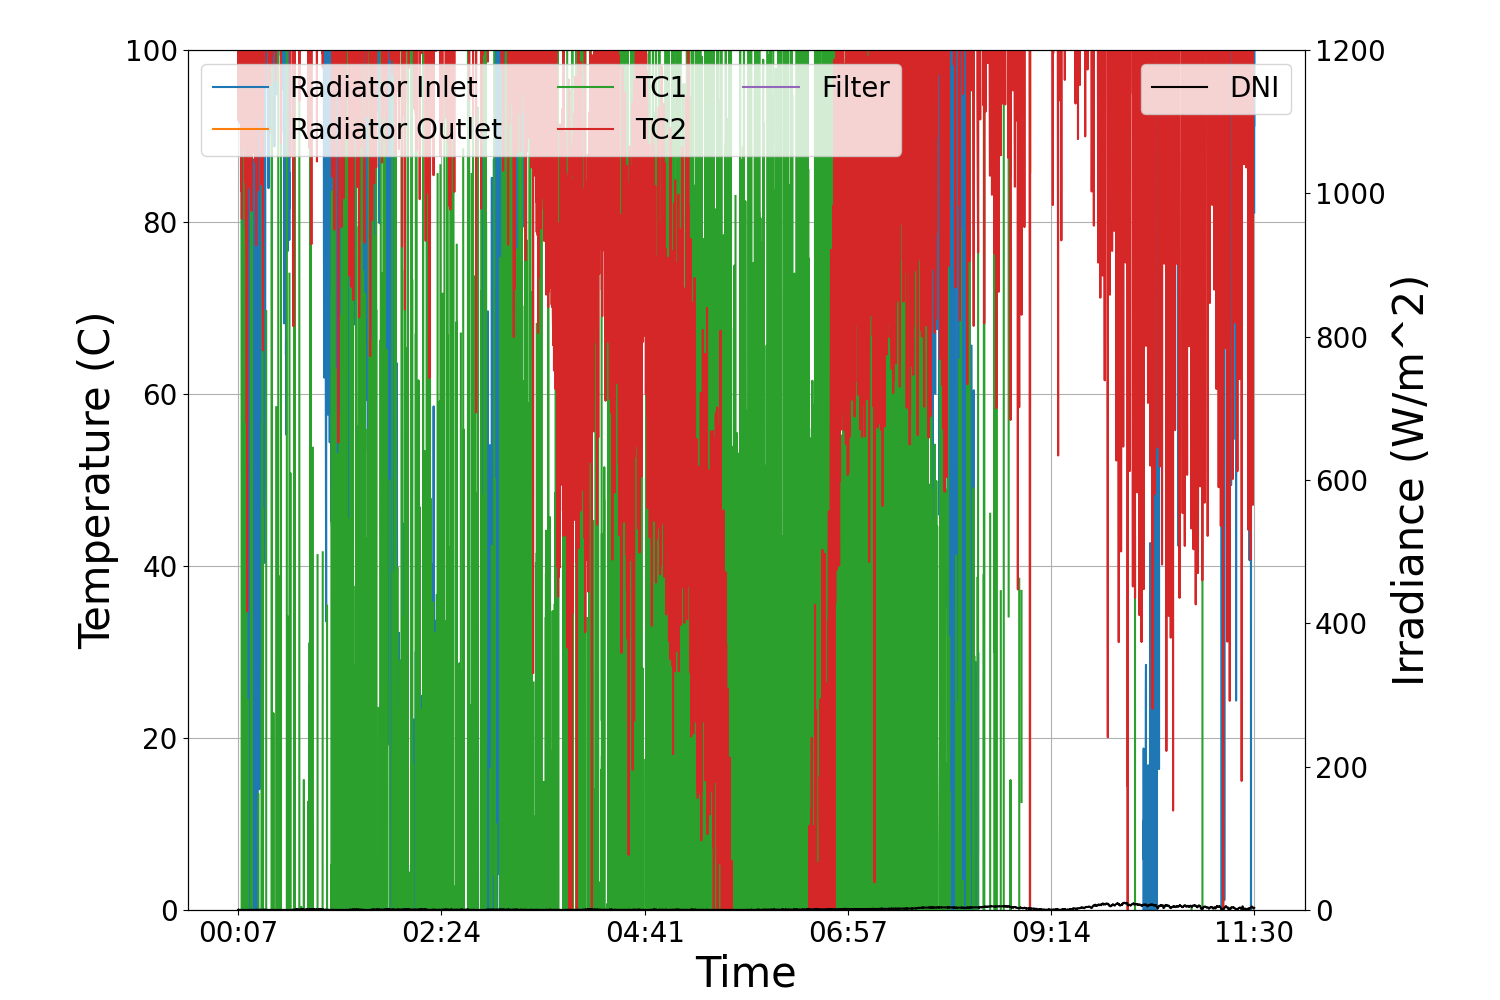 100
80
60
40
20
0
Temperature (C)
Radiator Inlet
Radiator Outlet
TC1
TC2
Filter
DNI
1200
1000
800
600
400
200
0
Irradiance (W/m^2)
00:07 02:24 04:41 06:57 09:14 11:30
Time